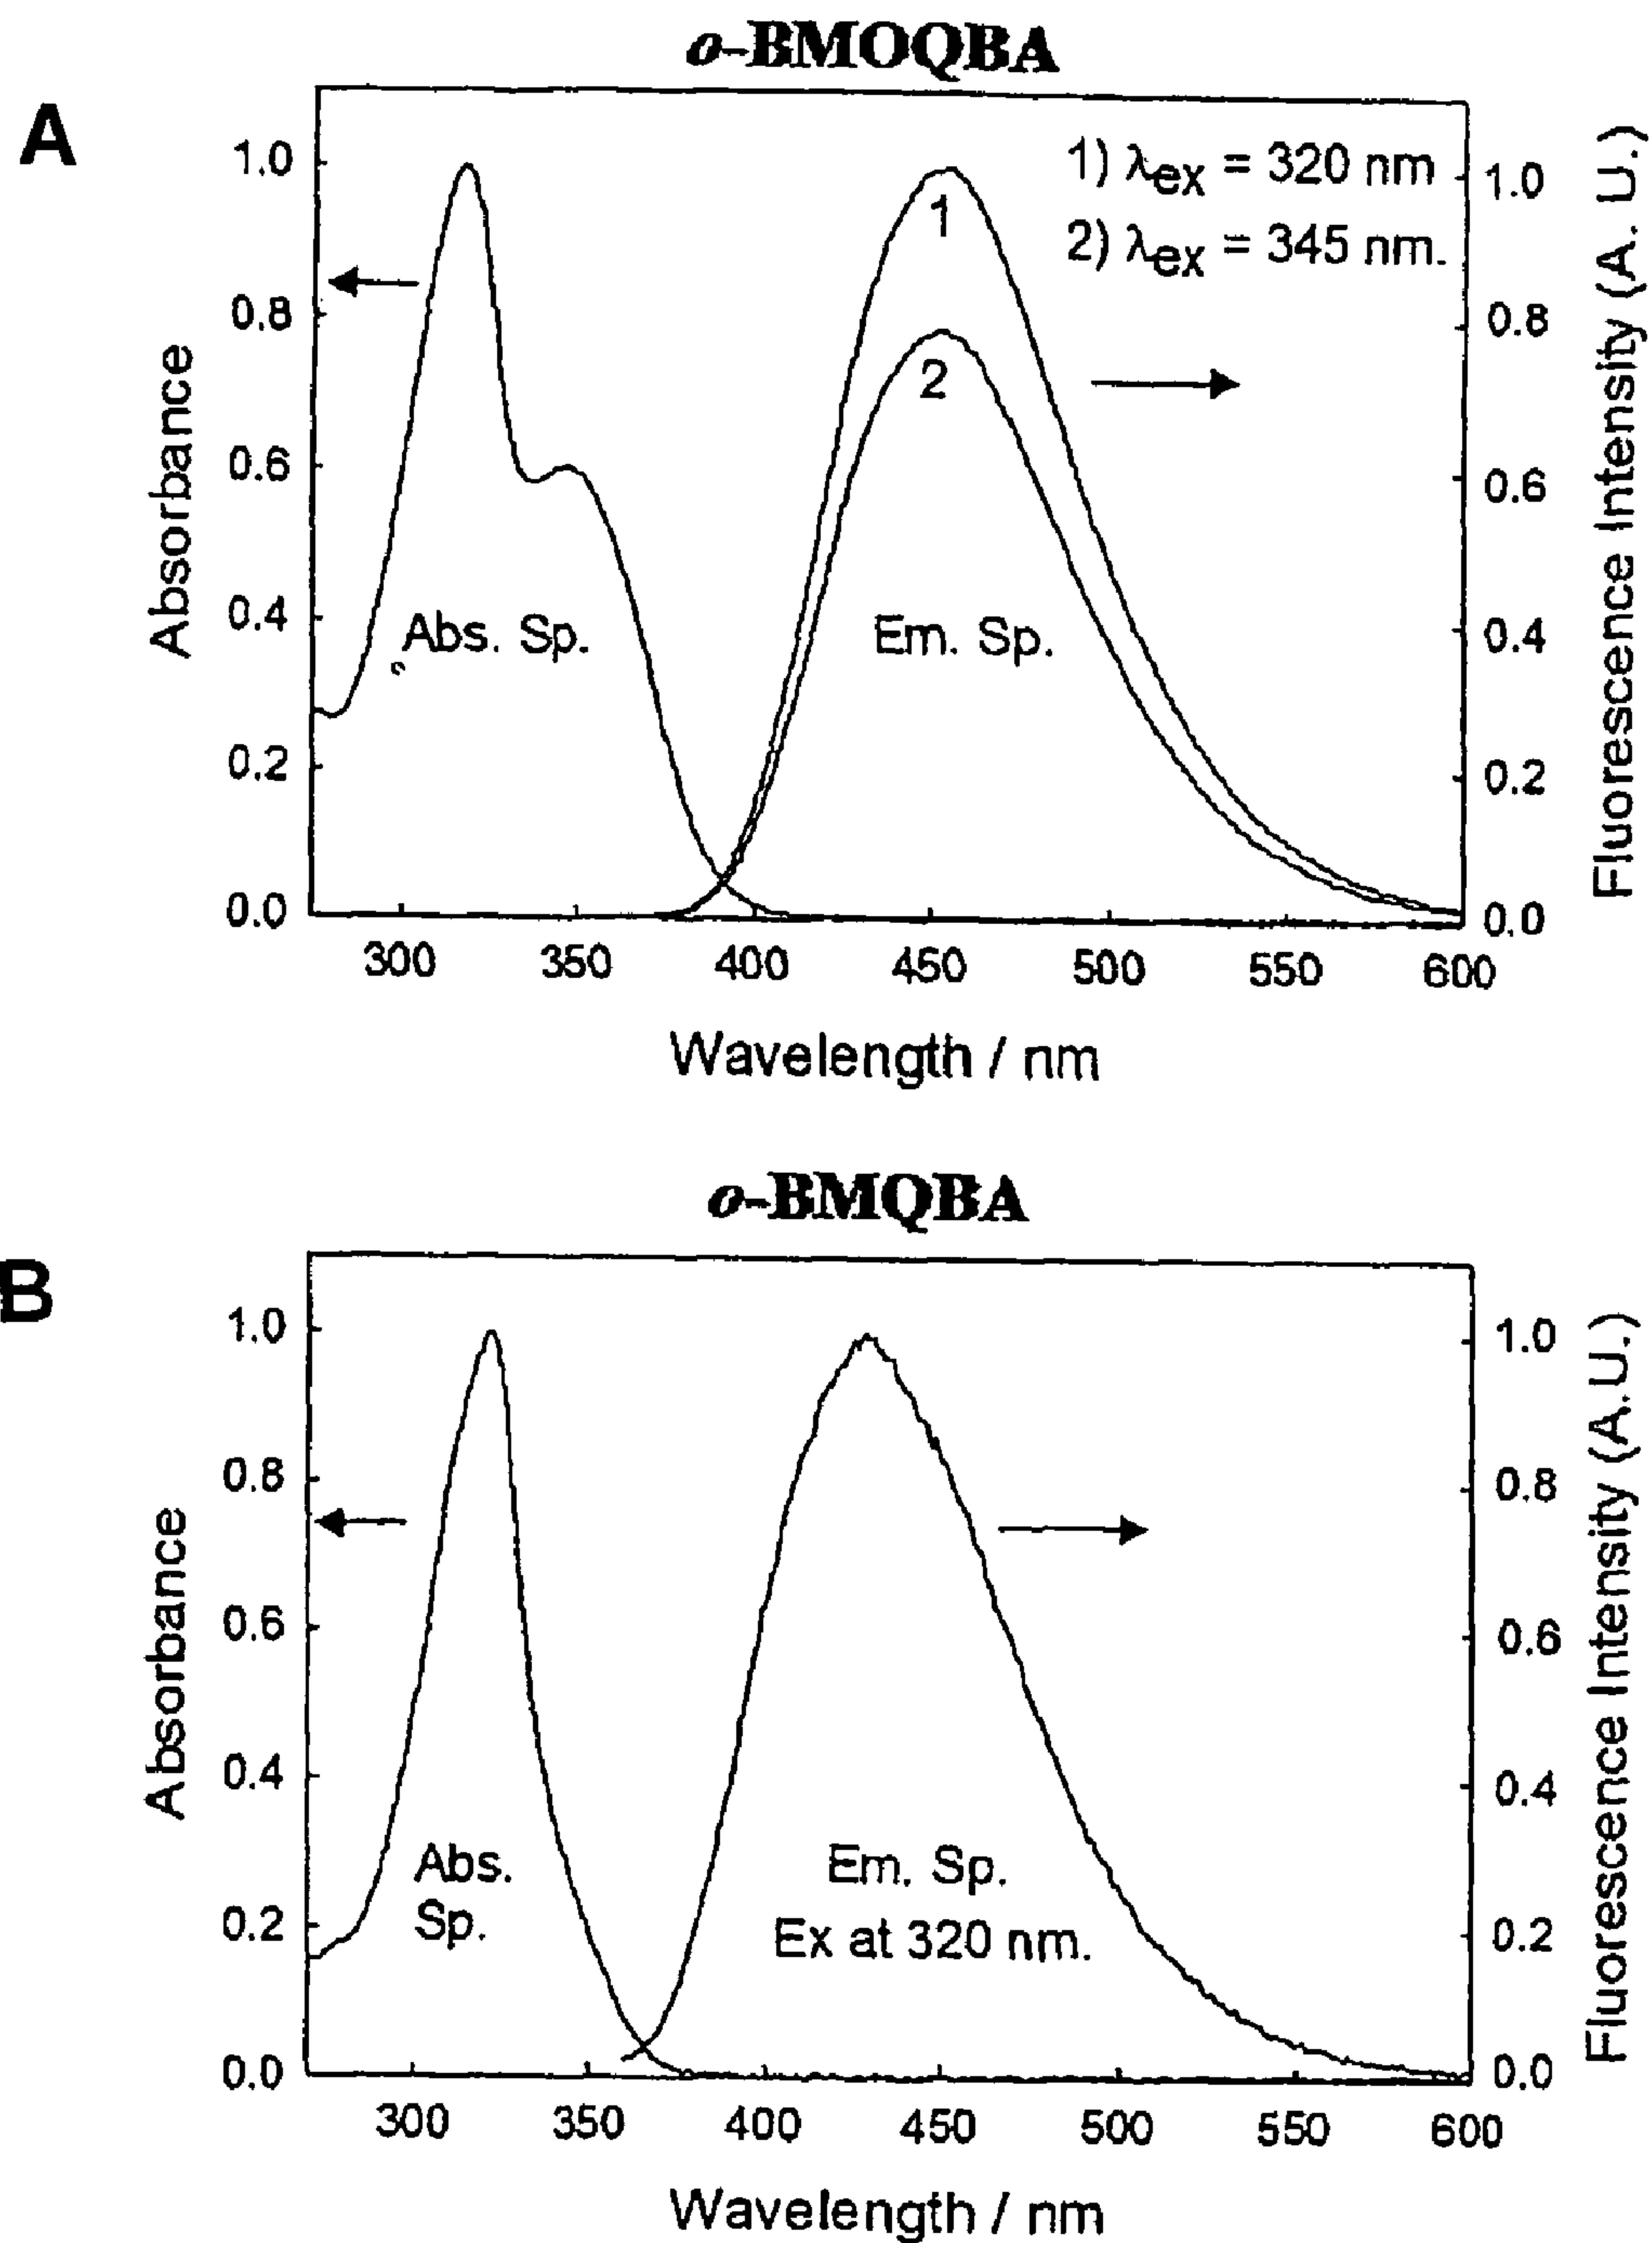 o-BMOQBA
A
1) λex = 320 nm
2) λex = 345 nm.
1
2
Abs. Sp.
Em. Sp.
Absorbance
1.0
0.8
0.6
0.4
0.2
0.0
Fluorescence Intensity (A. U.)
1.0
0.8
0.6
0.4
0.2
0.0
300 350 400 450 500 550 600
Wavelength / nm
o-BMQBA
B
Abs.
Sp.
Em. Sp.
Ex at 320 nm.
Absorbance
1.0
0.8
0.6
0.4
0.2
0.0
Fluorescence Intensity (A.U.)
1.0
0.8
0.6
0.4
0.2
0.0
300 350 400 450 500 550 600
Wavelength / nm